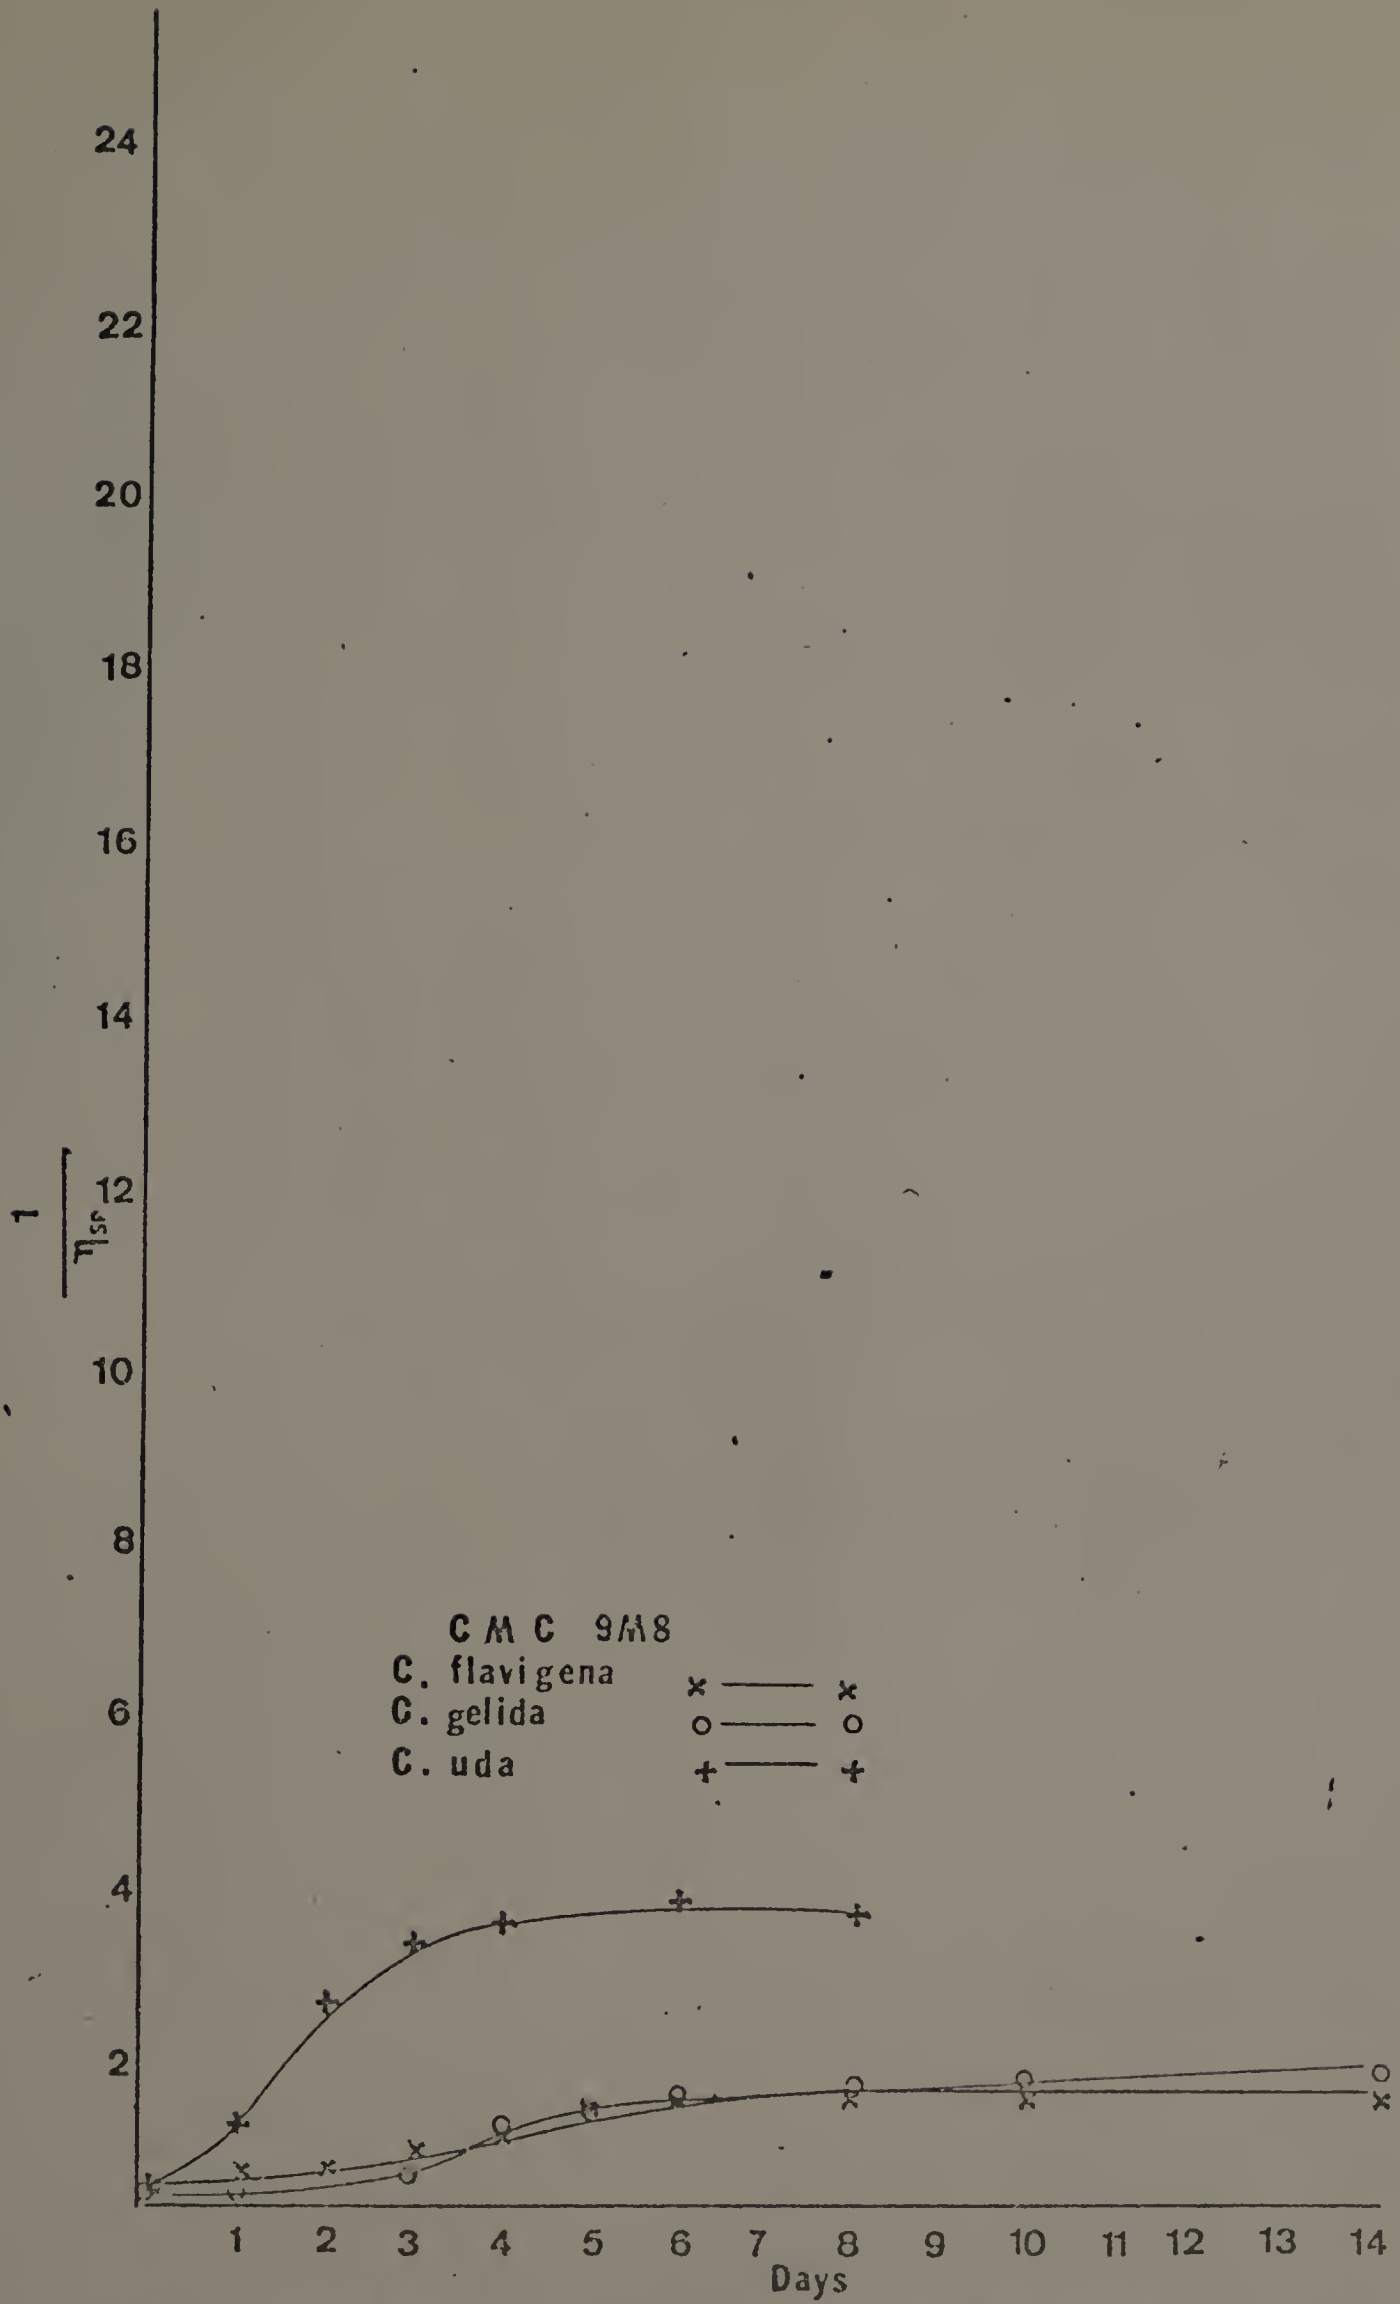 24
22
20
18
16
14
12
10
8
6
4
2
1
ηSP
CMC 9M8
C. flavigena x — x
C. gelida o — o
C. uda + — +
1 2 3 4 5 6 7 8 9 10 11 12 13 14
Days